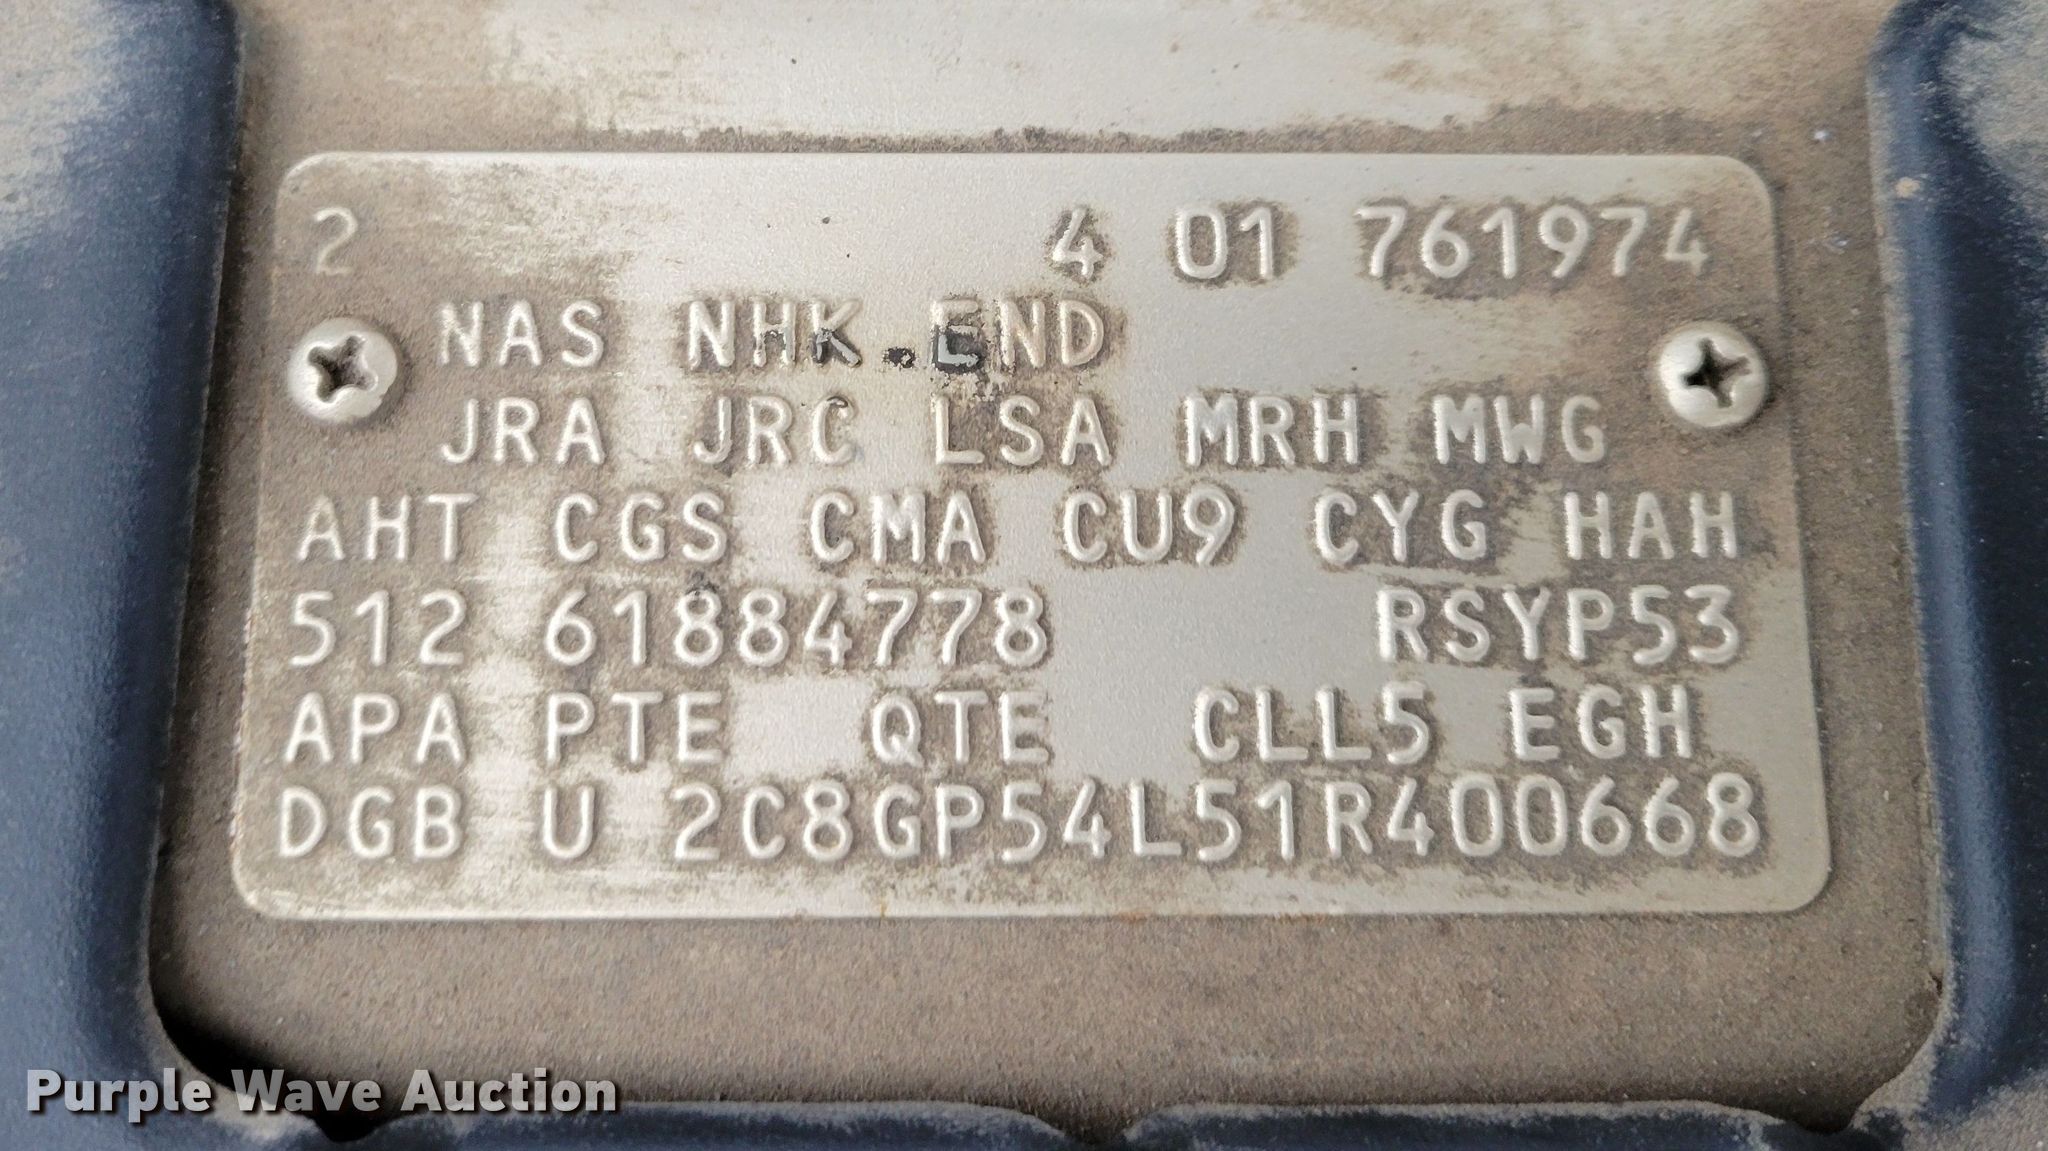 2 4 01 761974
NAS NHK.END
JRA JRC LSA MRH MWG
AHT CGS CMA CU9 CYG HAH
512 61884778 RSYP53
APA PTE QTE CLL5 EGH
DGB U 2C8GP54L51R400668
Purple Wave Auction